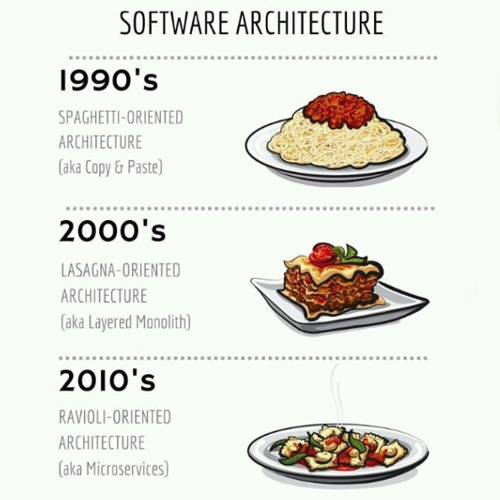 SOFTWARE ARCHITECTURE
1990's
SPAGHETTI-ORIENTED
ARCHITECTURE
(aka Copy & Paste)
2000's
LASAGNA-ORIENTED
ARCHITECTURE
(aka Layered Monolith)
2010's
RAVIOLI-ORIENTED
ARCHITECTURE
(aka Microservices)